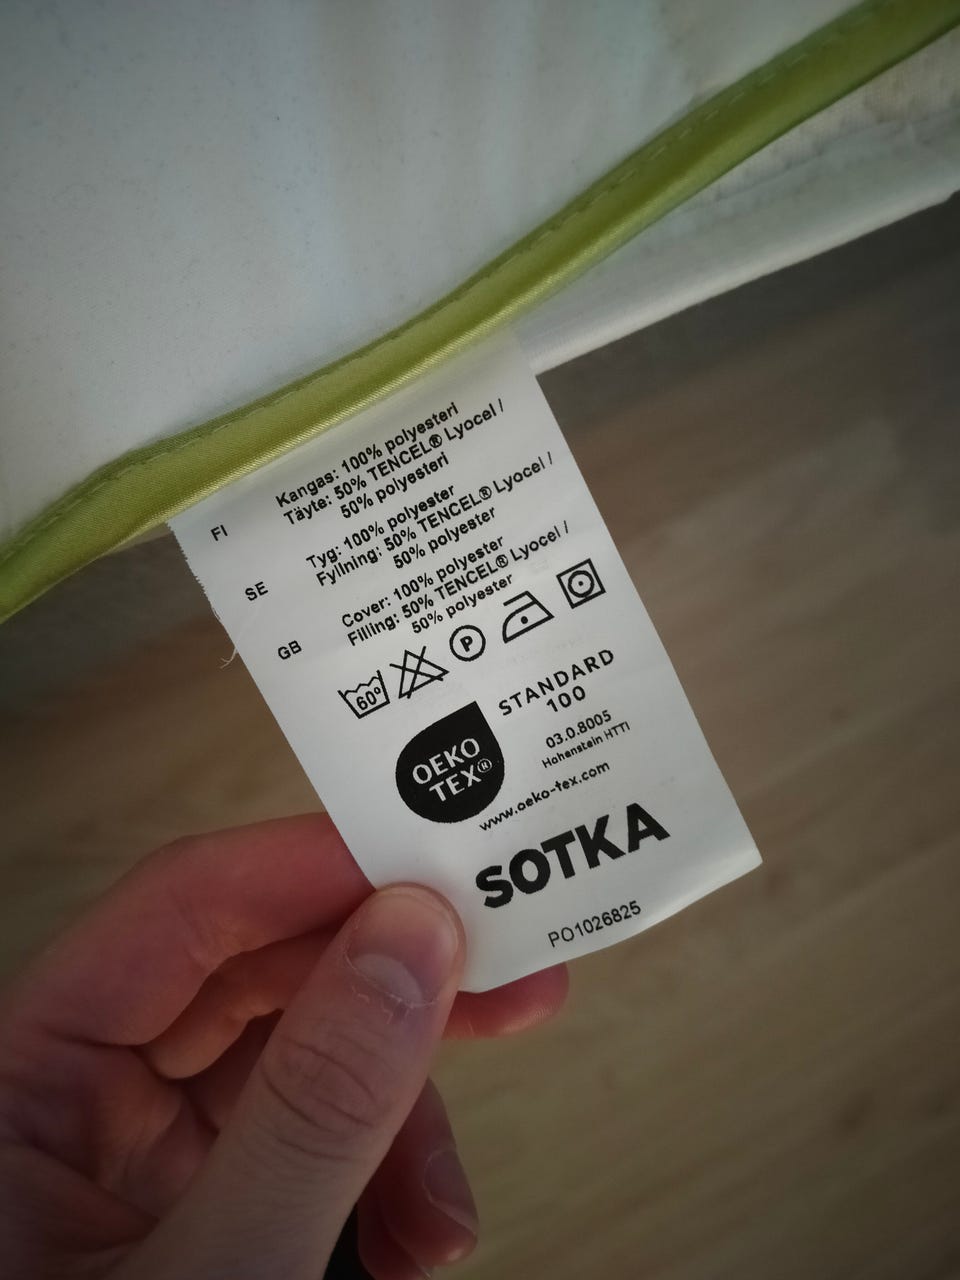 FI
Kangas: 100% polyesteri
Täyte: 50% TENCEL® Lyocel /
50% polyesteri
SE
Tyg: 100% polyester
Fyllning: 50% TENCEL® Lyocel /
50% polyester
GB
Cover: 100% polyester
Filling: 50% TENCEL® Lyocel /
50% polyester
60°
P
OEKO
TEX®
STANDARD
100
03.0.8005
Hohenstein HTTI
www.oeko-tex.com
SOTKA
PO1026825